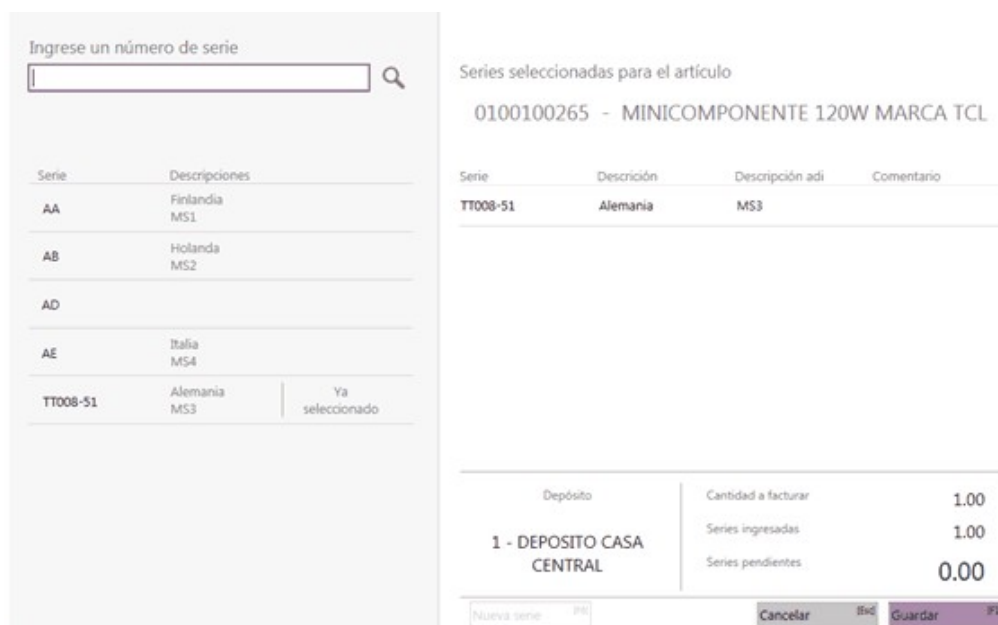 Ingrese un número de serie
Serie Descripciones
AA Finlandia
MS1
AB Holanda
MS2
AD
AE Italia
MS4
TT008-51 Alemania
MS3
Ya
seleccionado
Series seleccionadas para el artículo
0100100265 - MINICOMPONENTE 120W MARCA TCL
Serie Descrición Descripción adi Comentario
TT008-51 Alemania MS3
Depósito
1 - DEPOSITO CASA
CENTRAL
Cantidad a facturar 1.00
Series ingresadas 1.00
Series pendientes 0.00
Nueva serie
Cancelar [Esc]
Guardar